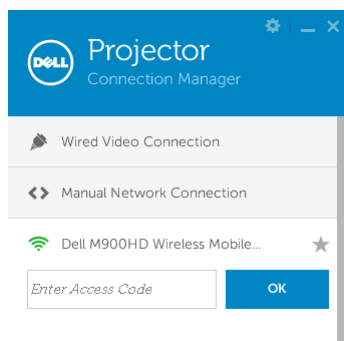 DELL
Projector
Connection Manager
Wired Video Connection
Manual Network Connection
Dell M900HD Wireless Mobile...
Enter Access Code
OK